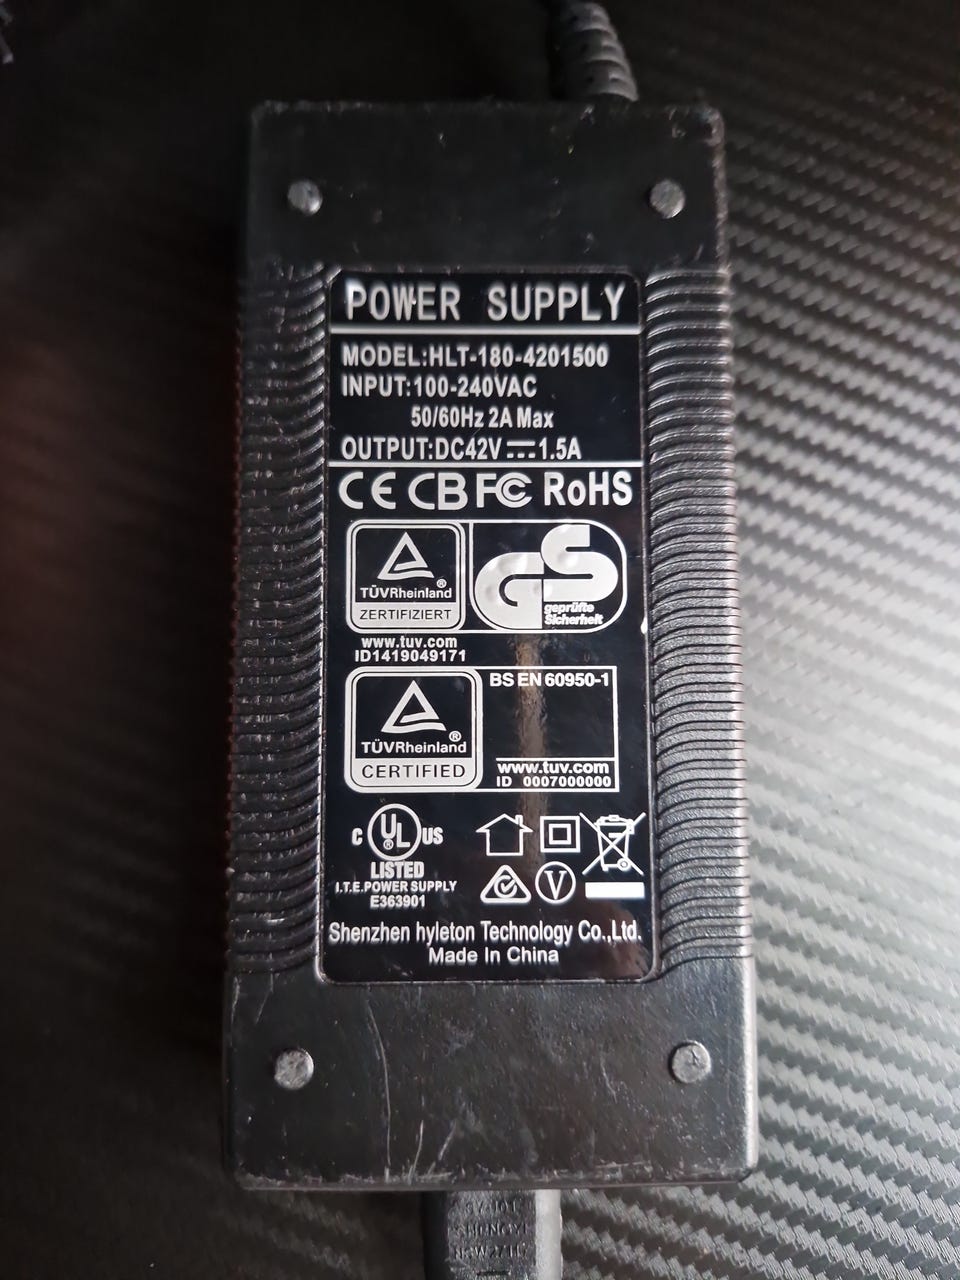 POWER SUPPLY
MODEL:HLT-180-4201500
INPUT:100-240VAC
50/60Hz 2A Max
OUTPUT:DC42V ⎓ 1.5A
CE CB FC RoHS
TÜVRheinland®
ZERTIFIZIERT
GS
geprüfte
Sicherheit
www.tuv.com
ID1419049171
TÜVRheinland®
CERTIFIED
BS EN 60950-1
www.tuv.com
ID 0007000000
C UL® US
LISTED
I.T.E.POWER SUPPLY
E363901
V
Shenzhen hyleton Technology Co.,Ltd.
Made In China